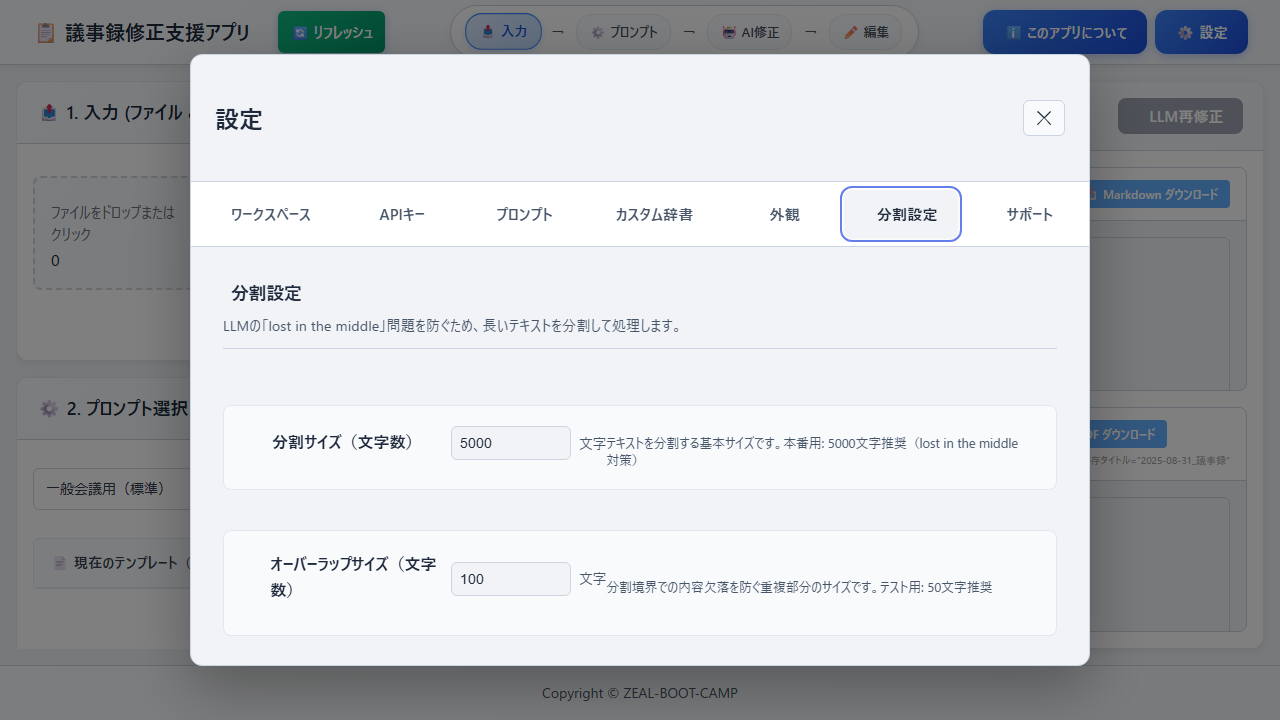 議事録修正支援アプリ
リフレッシュ
入力 → プロンプト → AI修正 → 編集
このアプリについて
設定
1. 入力 (ファイル
LLM再修正
ファイルをドロップまたは
クリック
0
Markdown ダウンロード
2. プロンプト選択
ダウンロード
存タイトル="2025-08-31_議事録"
一般会議用（標準）
現在のテンプレート（
設定
ワークスペース
APIキー
プロンプト
カスタム辞書
外観
分割設定
サポート
分割設定
LLMの「lost in the middle」問題を防ぐため、長いテキストを分割して処理します。
分割サイズ（文字数）
5000
文字
テキストを分割する基本サイズです。本番用: 5000文字推奨（lost in the middle
対策）
オーバーラップサイズ（文字
数）
100
文字
分割境界での内容欠落を防ぐ重複部分のサイズです。テスト用: 50文字推奨
Copyright © ZEAL-BOOT-CAMP